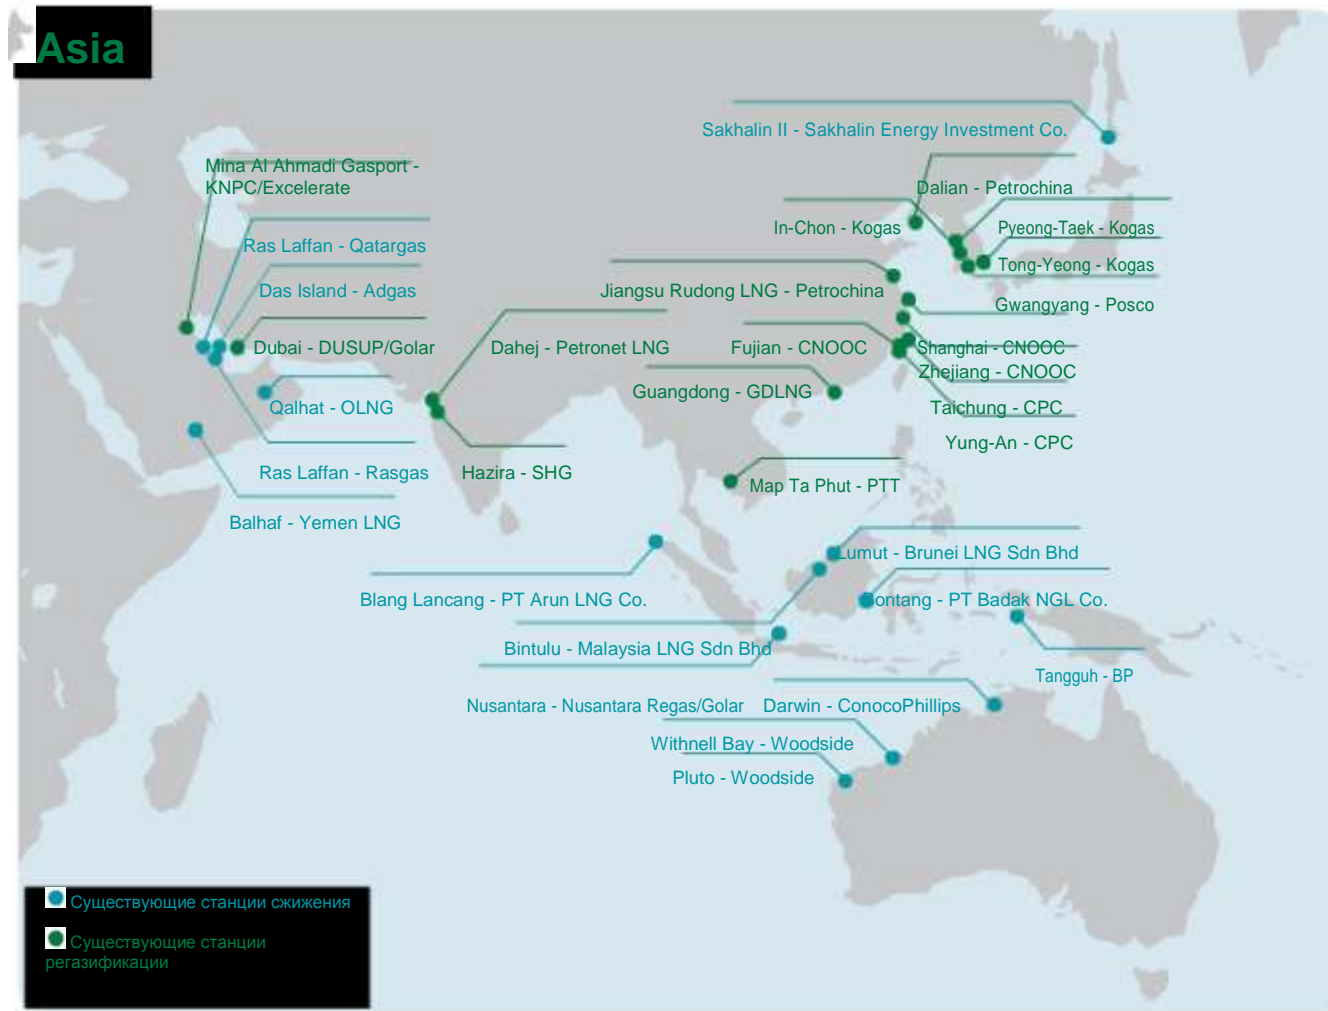 Asia
Sakhalin II - Sakhalin Energy Investment Co.
Mina Al Ahmadi Gasport -
KNPC/Excelerate
Dalian - Petrochina
In-Chon - Kogas
Pyeong-Taek - Kogas
Ras Laffan - Qatargas
Tong-Yeong - Kogas
Das Island - Adgas
Jiangsu Rudong LNG - Petrochina
Gwangyang - Posco
Dubai - DUSUP/Golar
Dahej - Petronet LNG
Fujian - CNOOC
Shanghai - CNOOC
Zhejiang - CNOOC
Guangdong - GDLNG
Qalhat - OLNG
Taichung - CPC
Yung-An - CPC
Ras Laffan - Rasgas
Hazira - SHG
Map Ta Phut - PTT
Balhaf - Yemen LNG
Lumut - Brunei LNG Sdn Bhd
Blang Lancang - PT Arun LNG Co.
Bontang - PT Badak NGL Co.
Bintulu - Malaysia LNG Sdn Bhd
Tangguh - BP
Nusantara - Nusantara Regas/Golar
Darwin - ConocoPhillips
Withnell Bay - Woodside
Pluto - Woodside
Существующие станции сжижения
Существующие станции
регазификации